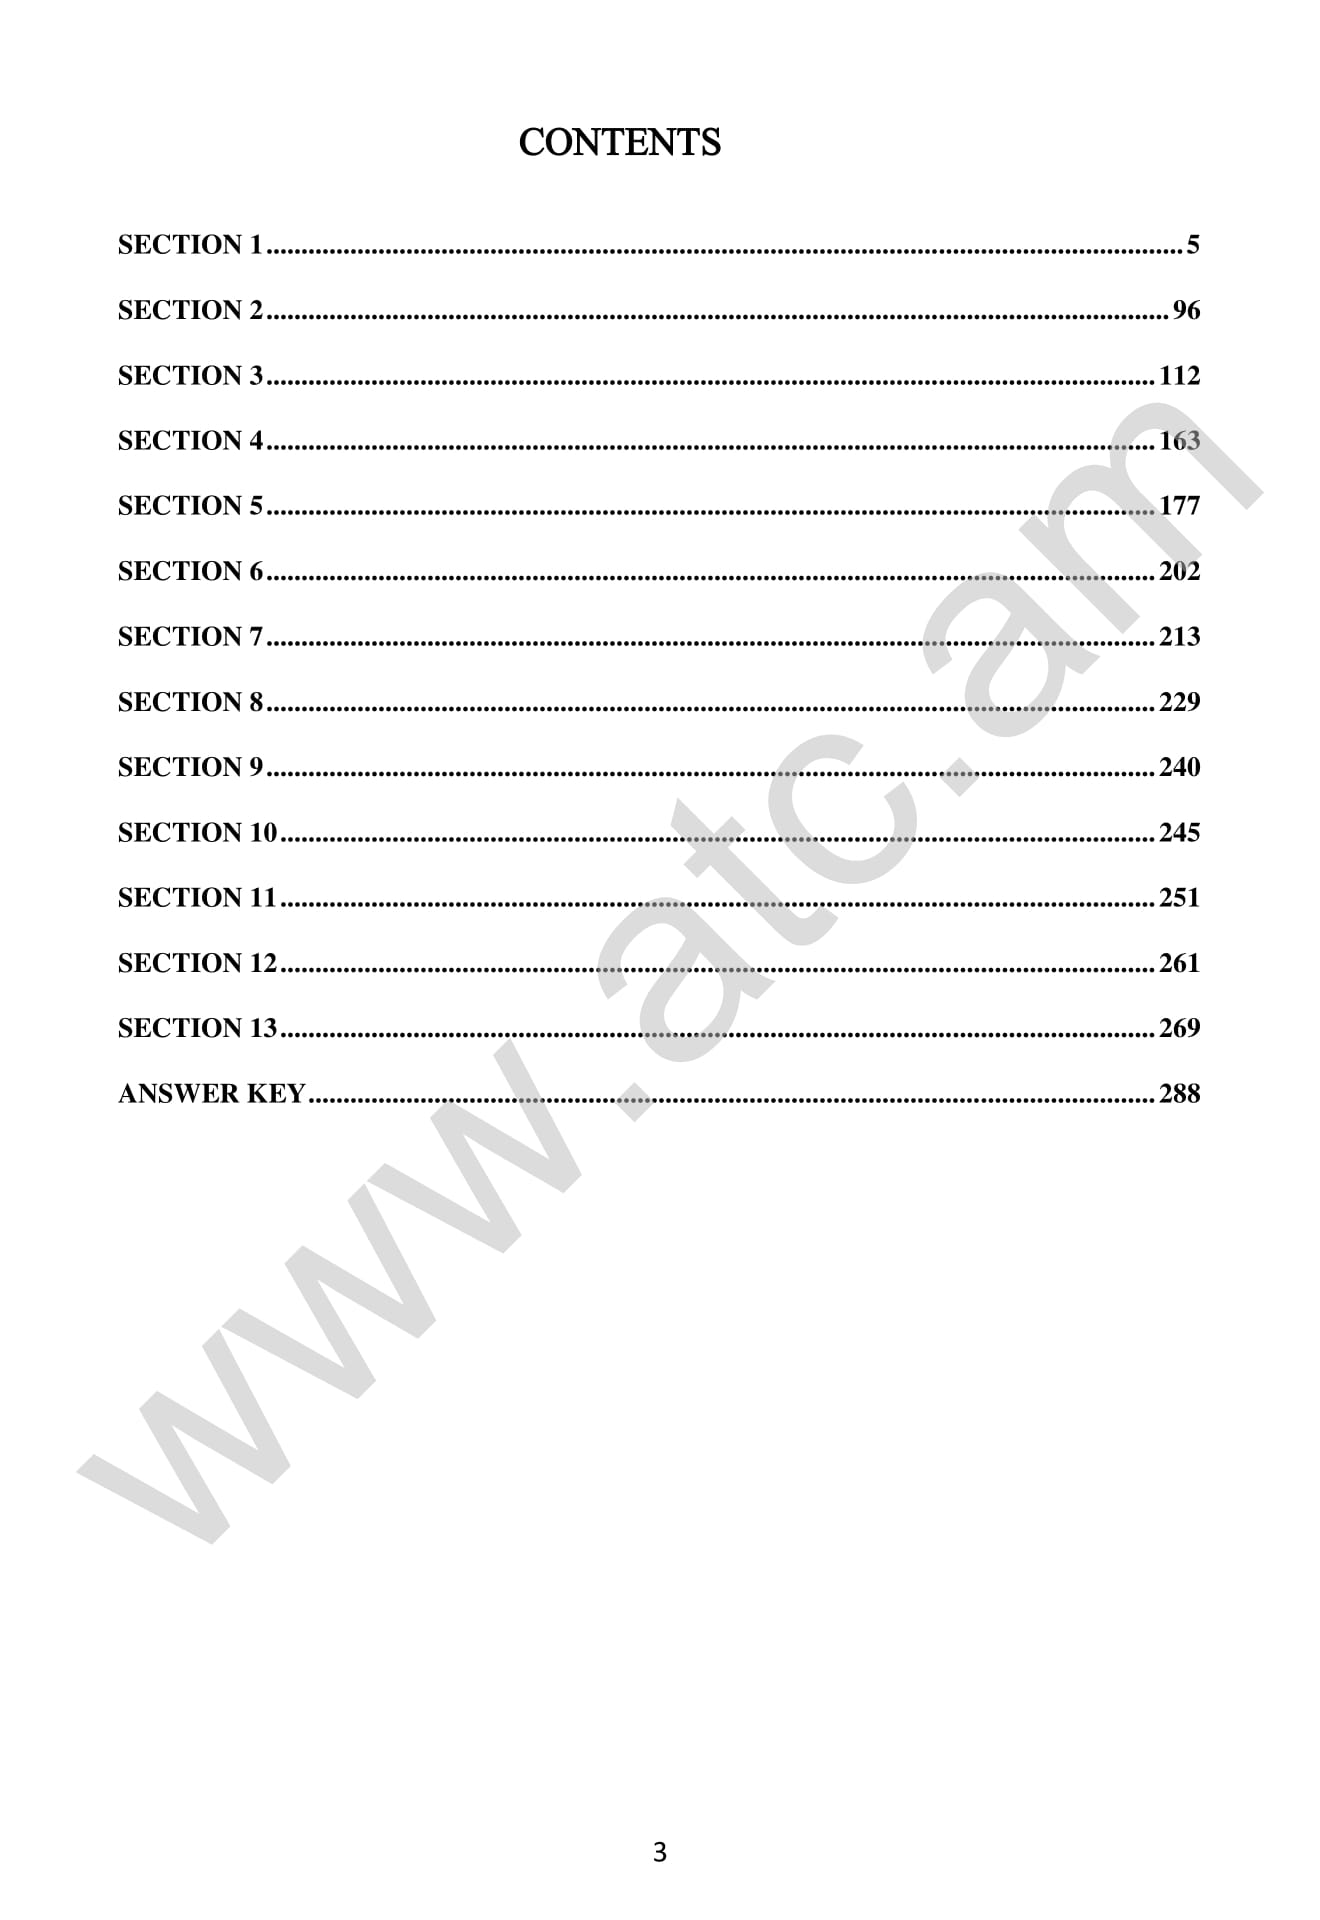 CONTENTS
SECTION 1....................................................................................................................................5
SECTION 2..................................................................................................................................96
SECTION 3................................................................................................................................112
SECTION 4................................................................................................................................163
SECTION 5................................................................................................................................177
SECTION 6................................................................................................................................202
SECTION 7................................................................................................................................213
SECTION 8................................................................................................................................229
SECTION 9................................................................................................................................240
SECTION 10..............................................................................................................................245
SECTION 11..............................................................................................................................251
SECTION 12..............................................................................................................................261
SECTION 13..............................................................................................................................269
ANSWER KEY..........................................................................................................................288
www.atc.am
3